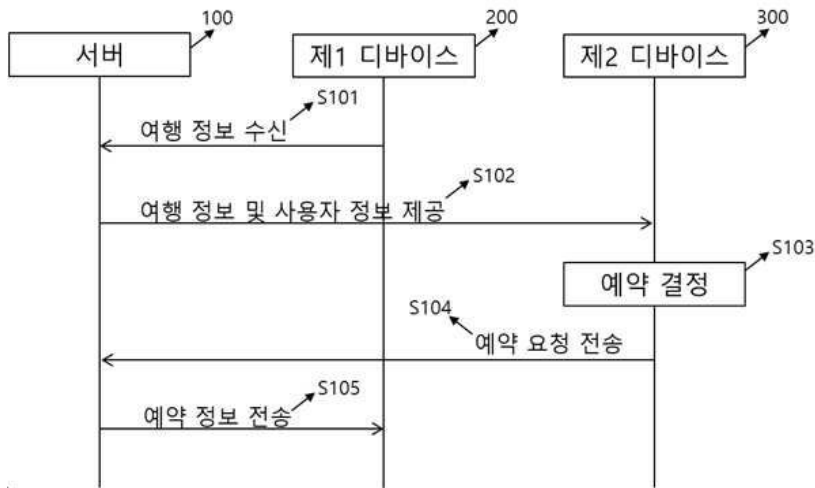 100
200
300
서버
제1 디바이스
제2 디바이스
S101
여행 정보 수신
S102
여행 정보 및 사용자 정보 제공
S103
예약 결정
S104
예약 요청 전송
S105
예약 정보 전송